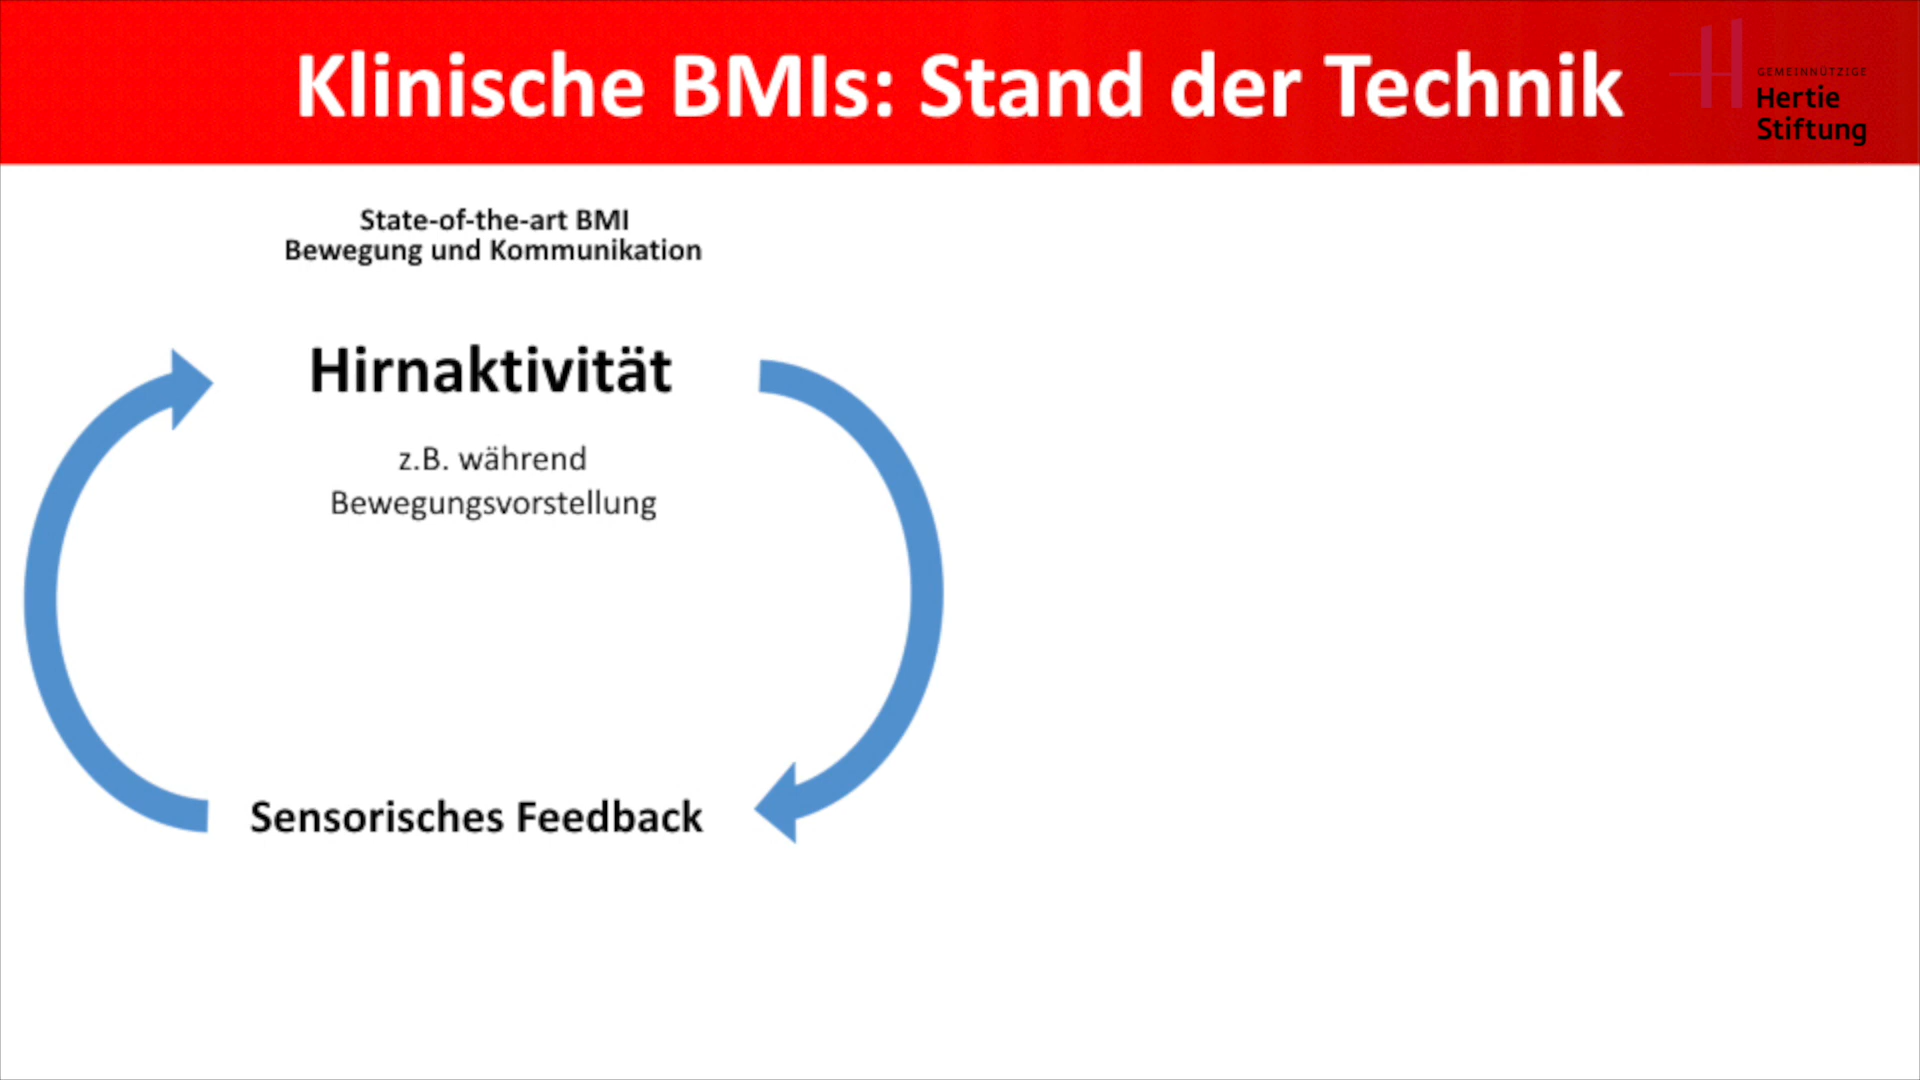 Klinische BMIs: Stand der Technik
GEMEINNÜTZIGE
Hertie
Stiftung
State-of-the-art BMI
Bewegung und Kommunikation
Hirnaktivität
z.B. während
Bewegungsvorstellung
Sensorisches Feedback